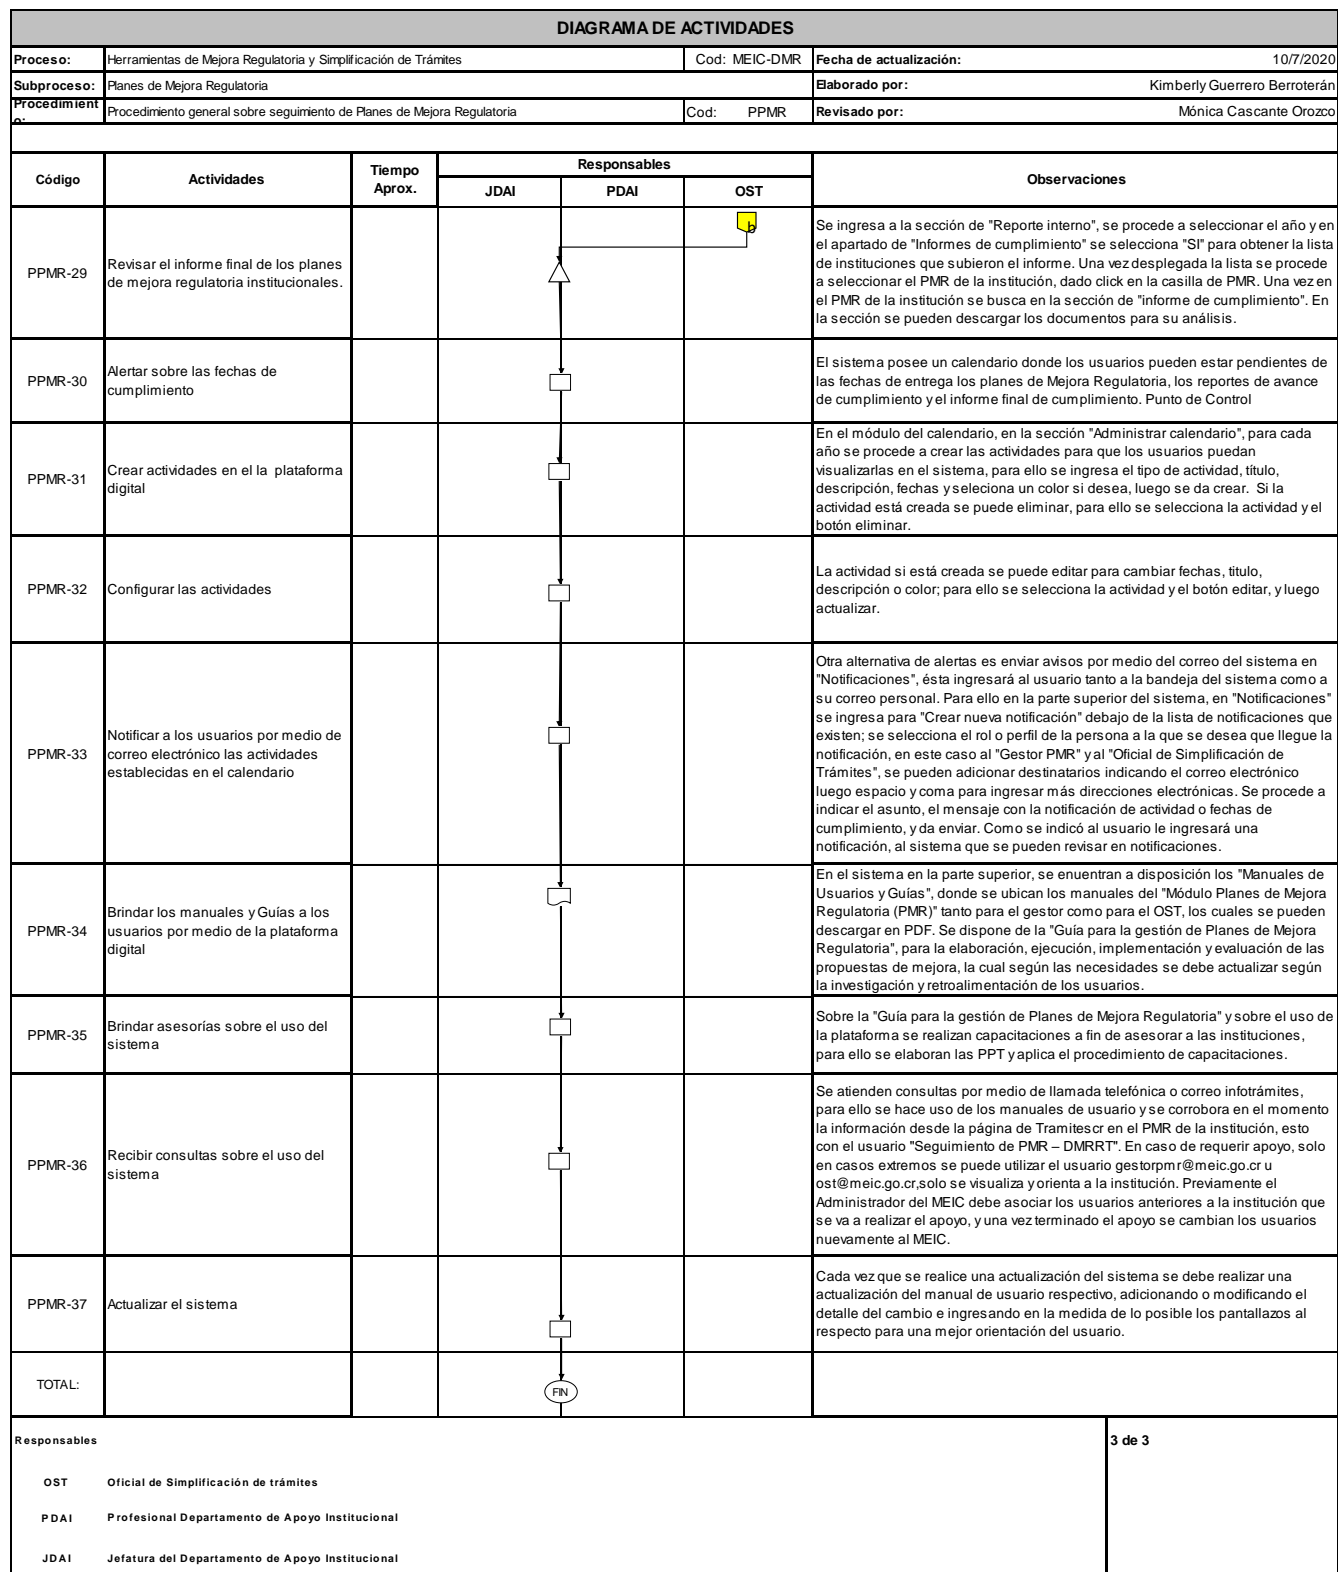 DIAGRAMA DE ACTIVIDADES
Proceso: Herramientas de Mejora Regulatoria y Simplificación de Trámites Cod: MEIC-DMR Fecha de actualización: 10/7/2020
Subproceso: Planes de Mejora Regulatoria Elaborado por: Kimberly Guerrero Berroterán
Procedimient
o: Procedimiento general sobre seguimiento de Planes de Mejora Regulatoria Cod: PPMR Revisado por: Mónica Cascante Orozco
Código Actividades Tiempo Aprox. Responsables Observaciones
JDAI PDAI OST
b
PPMR-29
Revisar el informe final de los planes
de mejora regulatoria institucionales.
Se ingresa a la sección de "Reporte interno", se procede a seleccionar el año y en
el apartado de "Informes de cumplimiento" se selecciona "SI" para obtener la lista
de instituciones que subieron el informe. Una vez desplegada la lista se procede
a seleccionar el PMR de la institución, dado click en la casilla de PMR. Una vez en
el PMR de la institución se busca en la sección de "informe de cumplimiento". En
la sección se pueden descargar los documentos para su análisis.
PPMR-30
Alertar sobre las fechas de
cumplimiento
El sistema posee un calendario donde los usuarios pueden estar pendientes de
las fechas de entrega los planes de Mejora Regulatoria, los reportes de avance
de cumplimiento y el informe final de cumplimiento. Punto de Control
PPMR-31
Crear actividades en el la plataforma
digital
En el módulo del calendario, en la sección "Administrar calendario", para cada
año se procede a crear las actividades para que los usuarios puedan
visualizarlas en el sistema, para ello se ingresa el tipo de actividad, título,
descripción, fechas y seleciona un color si desea, luego se da crear. Si la
actividad está creada se puede eliminar, para ello se selecciona la actividad y el
botón eliminar.
PPMR-32
Configurar las actividades
La actividad si está creada se puede editar para cambiar fechas, titulo,
descripción o color; para ello se selecciona la actividad y el botón editar, y luego
actualizar.
PPMR-33
Notificar a los usuarios por medio de
correo electrónico las actividades
establecidas en el calendario
Otra alternativa de alertas es enviar avisos por medio del correo del sistema en
"Notificaciones", ésta ingresará al usuario tanto a la bandeja del sistema como a
su correo personal. Para ello en la parte superior del sistema, en "Notificaciones"
se ingresa para "Crear nueva notificación" debajo de la lista de notificaciones que
existen; se selecciona el rol o perfil de la persona a la que se desea que llegue la
notificación, en este caso al "Gestor PMR" y al "Oficial de Simplificación de
Trámites", se pueden adicionar destinatarios indicando el correo electrónico
luego espacio y coma para ingresar más direcciones electrónicas. Se procede a
indicar el asunto, el mensaje con la notificación de actividad o fechas de
cumplimiento, y da enviar. Como se indicó al usuario le ingresará una
notificación, al sistema que se pueden revisar en notificaciones.
PPMR-34
Brindar los manuales y Guías a los
usuarios por medio de la plataforma
digital
En el sistema en la parte superior, se enuentran a disposición los "Manuales de
Usuarios y Guías", donde se ubican los manuales del "Módulo Planes de Mejora
Regulatoria (PMR)" tanto para el gestor como para el OST, los cuales se pueden
descargar en PDF. Se dispone de la "Guía para la gestión de Planes de Mejora
Regulatoria", para la elaboración, ejecución, implementación y evaluación de las
propuestas de mejora, la cual según las necesidades se debe actualizar según
la investigación y retroalimentación de los usuarios.
PPMR-35
Brindar asesorías sobre el uso del
sistema
Sobre la "Guía para la gestión de Planes de Mejora Regulatoria" y sobre el uso de
la plataforma se realizan capacitaciones a fin de asesorar a las instituciones,
para ello se elaboran las PPT y aplica el procedimiento de capacitaciones.
PPMR-36
Recibir consultas sobre el uso del
sistema
Se atienden consultas por medio de llamada telefónica o correo infotrámites,
para ello se hace uso de los manuales de usuario y se corrobora en el momento
la información desde la página de Tramitescr en el PMR de la institución, esto
con el usuario "Seguimiento de PMR – DMRRT". En caso de requerir apoyo, solo
en casos extremos se puede utilizar el usuario gestorpmr@meic.go.cr u
ost@meic.go.cr,solo se visualiza y orienta a la institución. Previamente el
Administrador del MEIC debe asociar los usuarios anteriores a la institución que
se va a realizar el apoyo, y una vez terminado el apoyo se cambian los usuarios
nuevamente al MEIC.
PPMR-37
Actualizar el sistema
Cada vez que se realice una actualización del sistema se debe realizar una
actualización del manual de usuario respectivo, adicionando o modificando el
detalle del cambio e ingresando en la medida de lo posible los pantallazos al
respecto para una mejor orientación del usuario.
TOTAL:
FIN
Responsables 3 de 3
OST Oficial de Simplificación de trámites
PDAI Profesional Departamento de Apoyo Institucional
JDAI Jefatura del Departamento de Apoyo Institucional